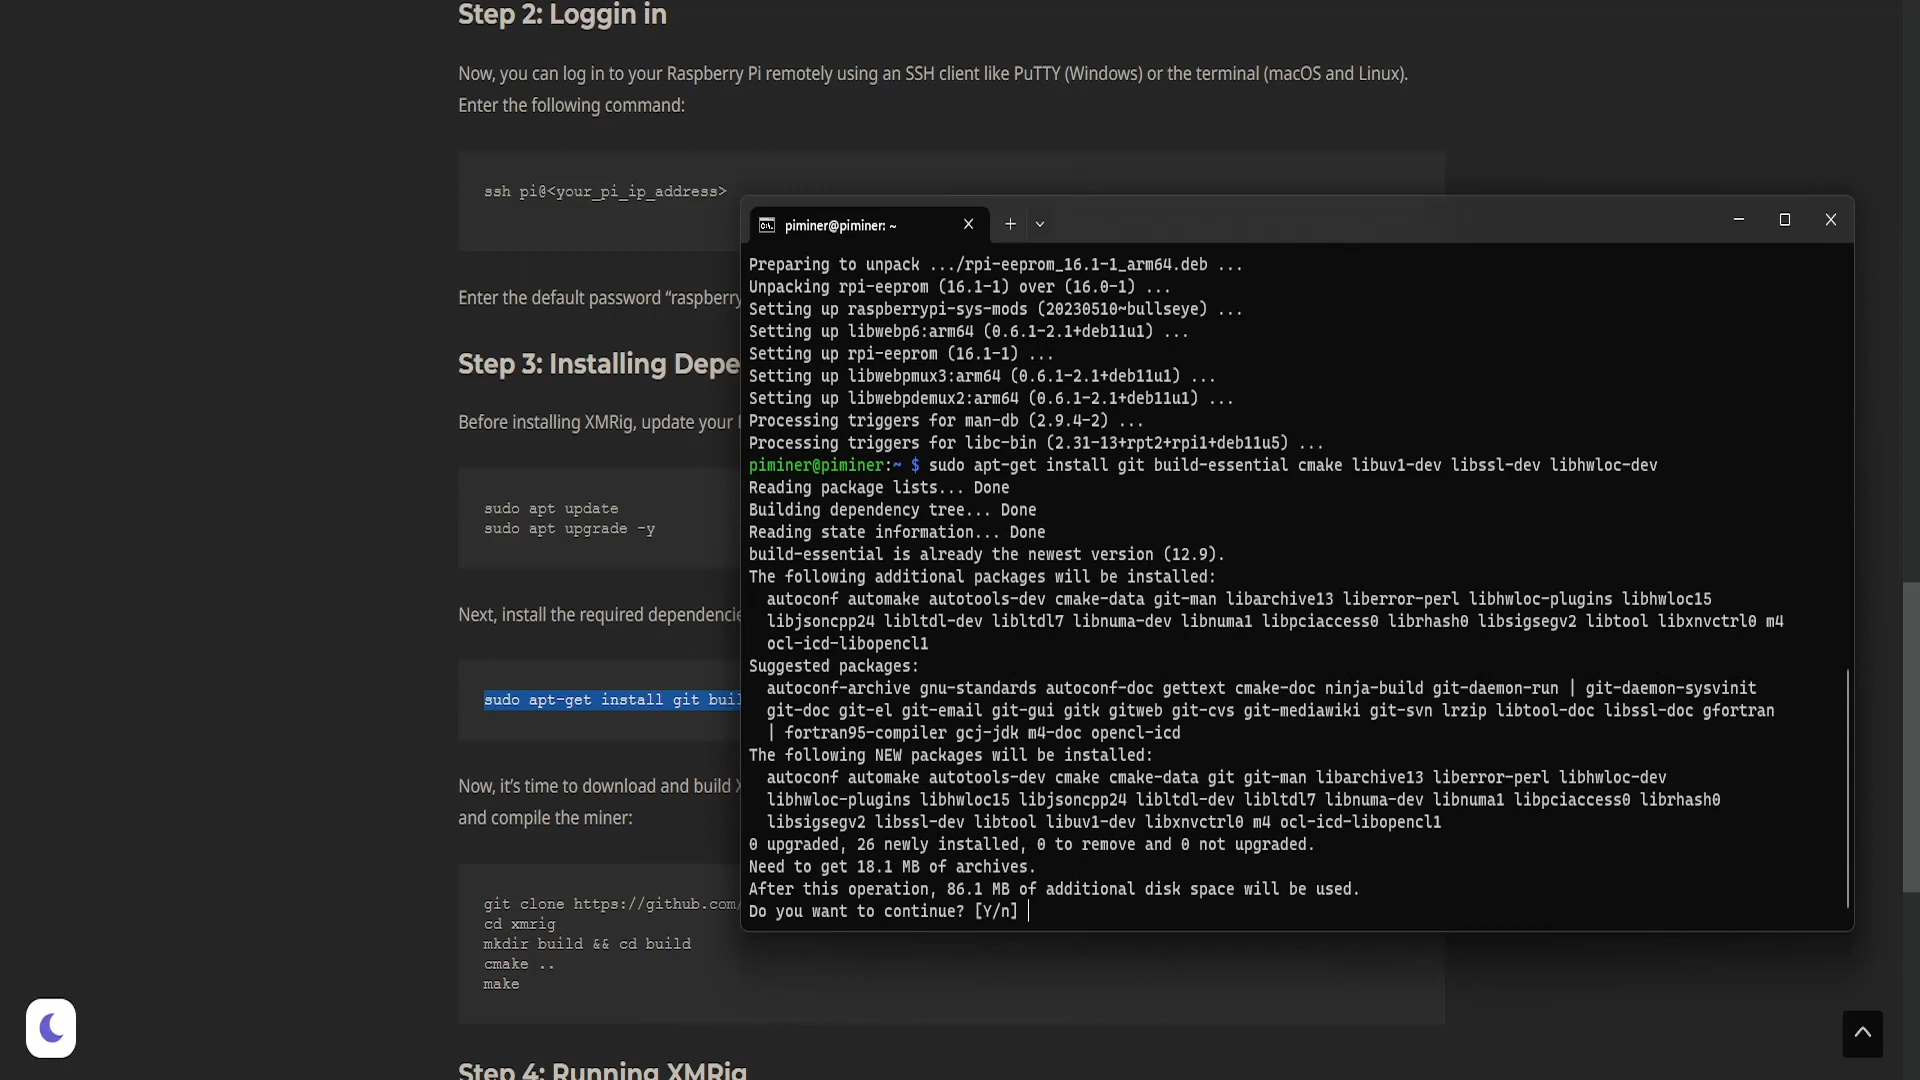 Step 2: Loggin in
Now, you can log in to your Raspberry Pi remotely using an SSH client like PuTTY (Windows) or the terminal (macOS and Linux).
Enter the following command:
ssh pi@<your_pi_ip_address>
Enter the default password “raspberry
Step 3: Installing Depe
Before installing XMRig, update your
sudo apt update
sudo apt upgrade -y
Next, install the required dependencie
sudo apt-get install git buil
Now, it’s time to download and build X
and compile the miner:
git clone https://github.com/
cd xmrig
mkdir build && cd build
cmake ..
make
Step 4: Running XMRig
piminer@piminer: ~
Preparing to unpack .../rpi-eeprom_16.1-1_arm64.deb ...
Unpacking rpi-eeprom (16.1-1) over (16.0-1) ...
Setting up raspberrypi-sys-mods (20230510~bullseye) ...
Setting up libwebp6:arm64 (0.6.1-2.1+deb11u1) ...
Setting up rpi-eeprom (16.1-1) ...
Setting up libwebpmux3:arm64 (0.6.1-2.1+deb11u1) ...
Setting up libwebpdemux2:arm64 (0.6.1-2.1+deb11u1) ...
Processing triggers for man-db (2.9.4-2) ...
Processing triggers for libc-bin (2.31-13+rpt2+rpi1+deb11u5) ...
piminer@piminer:~ $ sudo apt-get install git build-essential cmake libuv1-dev libssl-dev libhwloc-dev
Reading package lists... Done
Building dependency tree... Done
Reading state information... Done
build-essential is already the newest version (12.9).
The following additional packages will be installed:
autoconf automake autotools-dev cmake-data git-man libarchive13 liberror-perl libhwloc-plugins libhwloc15
libjsoncpp24 libltdl-dev libltdl7 libnuma-dev libnuma1 libpciaccess0 librhash0 libsigsegv2 libtool libxnvctrl0 m4
ocl-icd-libopencl1
Suggested packages:
autoconf-archive gnu-standards autoconf-doc gettext cmake-doc ninja-build git-daemon-run | git-daemon-sysvinit
git-doc git-el git-email git-gui gitk gitweb git-cvs git-mediawiki git-svn lrzip libtool-doc libssl-doc gfortran
| fortran95-compiler gcj-jdk m4-doc opencl-icd
The following NEW packages will be installed:
autoconf automake autotools-dev cmake cmake-data git git-man libarchive13 liberror-perl libhwloc-dev
libhwloc-plugins libhwloc15 libjsoncpp24 libltdl-dev libltdl7 libnuma-dev libnuma1 libpciaccess0 librhash0
libsigsegv2 libssl-dev libtool libuv1-dev libxnvctrl0 m4 ocl-icd-libopencl1
0 upgraded, 26 newly installed, 0 to remove and 0 not upgraded.
Need to get 18.1 MB of archives.
After this operation, 86.1 MB of additional disk space will be used.
Do you want to continue? [Y/n]